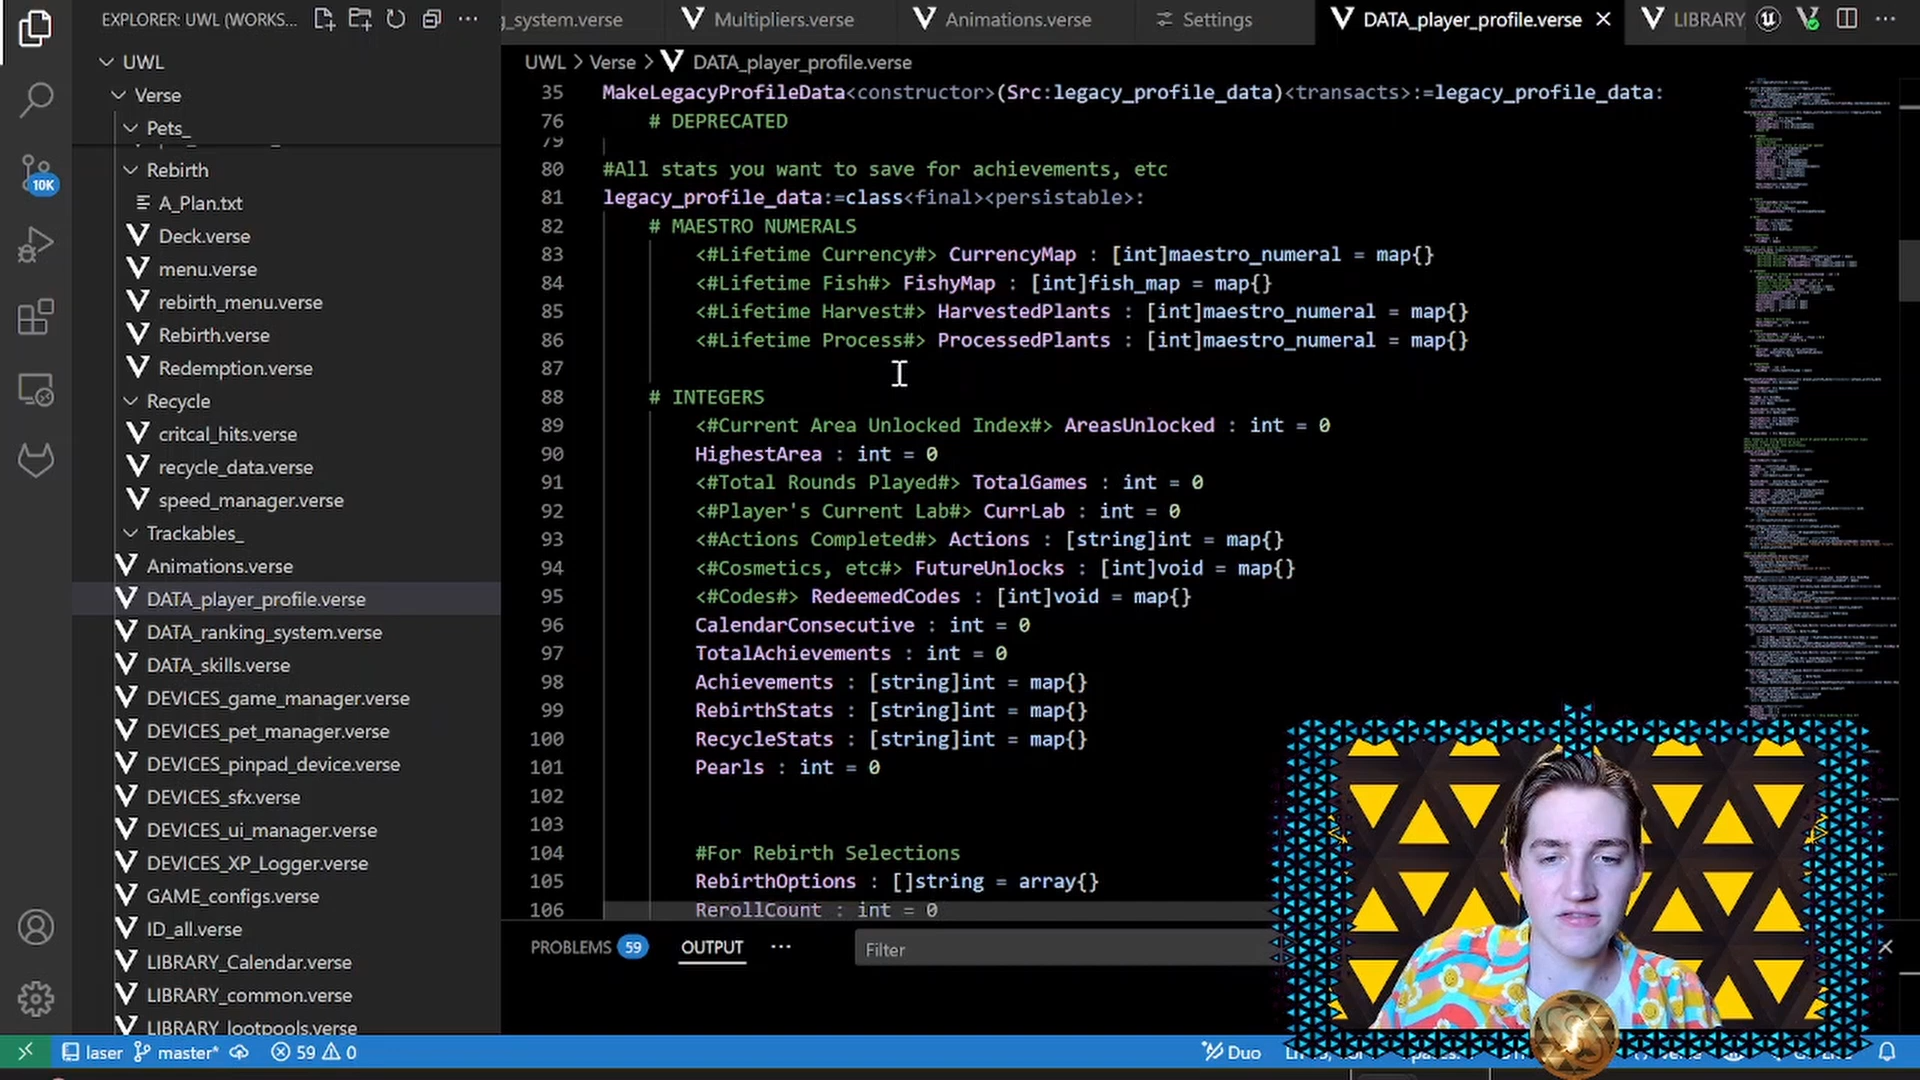 EXPLORER: UWL (WORKS...
g_system.verse
Multipliers.verse
Animations.verse
Settings
DATA_player_profile.verse
LIBRARY
UWL
UWL > Verse > DATA_player_profile.verse
Verse
Pets_
Rebirth
A_Plan.txt
Deck.verse
menu.verse
rebirth_menu.verse
Rebirth.verse
Redemption.verse
Recycle
critcal_hits.verse
recycle_data.verse
speed_manager.verse
Trackables_
Animations.verse
DATA_player_profile.verse
DATA_ranking_system.verse
DATA_skills.verse
DEVICES_game_manager.verse
DEVICES_pet_manager.verse
DEVICES_pinpad_device.verse
DEVICES_sfx.verse
DEVICES_ui_manager.verse
DEVICES_XP_Logger.verse
GAME_configs.verse
ID_all.verse
LIBRARY_Calendar.verse
LIBRARY_common.verse
LIBRARY_lootpools.verse
10K
35 MakeLegacyProfileData<constructor>(Src:legacy_profile_data)<transacts>:=legacy_profile_data:
76 # DEPRECATED
79
80 #All stats you want to save for achievements, etc
81 legacy_profile_data:=class<final><persistable>:
82 # MAESTRO NUMERALS
83 <#Lifetime Currency#> CurrencyMap : [int]maestro_numeral = map{}
84 <#Lifetime Fish#> FishyMap : [int]fish_map = map{}
85 <#Lifetime Harvest#> HarvestedPlants : [int]maestro_numeral = map{}
86 <#Lifetime Process#> ProcessedPlants : [int]maestro_numeral = map{}
87
88 # INTEGERS
89 <#Current Area Unlocked Index#> AreasUnlocked : int = 0
90 HighestArea : int = 0
91 <#Total Rounds Played#> TotalGames : int = 0
92 <#Player's Current Lab#> CurrLab : int = 0
93 <#Actions Completed#> Actions : [string]int = map{}
94 <#Cosmetics, etc#> FutureUnlocks : [int]void = map{}
95 <#Codes#> RedeemedCodes : [int]void = map{}
96 CalendarConsecutive : int = 0
97 TotalAchievements : int = 0
98 Achievements : [string]int = map{}
99 RebirthStats : [string]int = map{}
100 RecycleStats : [string]int = map{}
101 Pearls : int = 0
102
103
104 #For Rebirth Selections
105 RebirthOptions : []string = array{}
106 RerollCount : int = 0
PROBLEMS 59 OUTPUT ...
Filter
laser master* 59 0
Duo